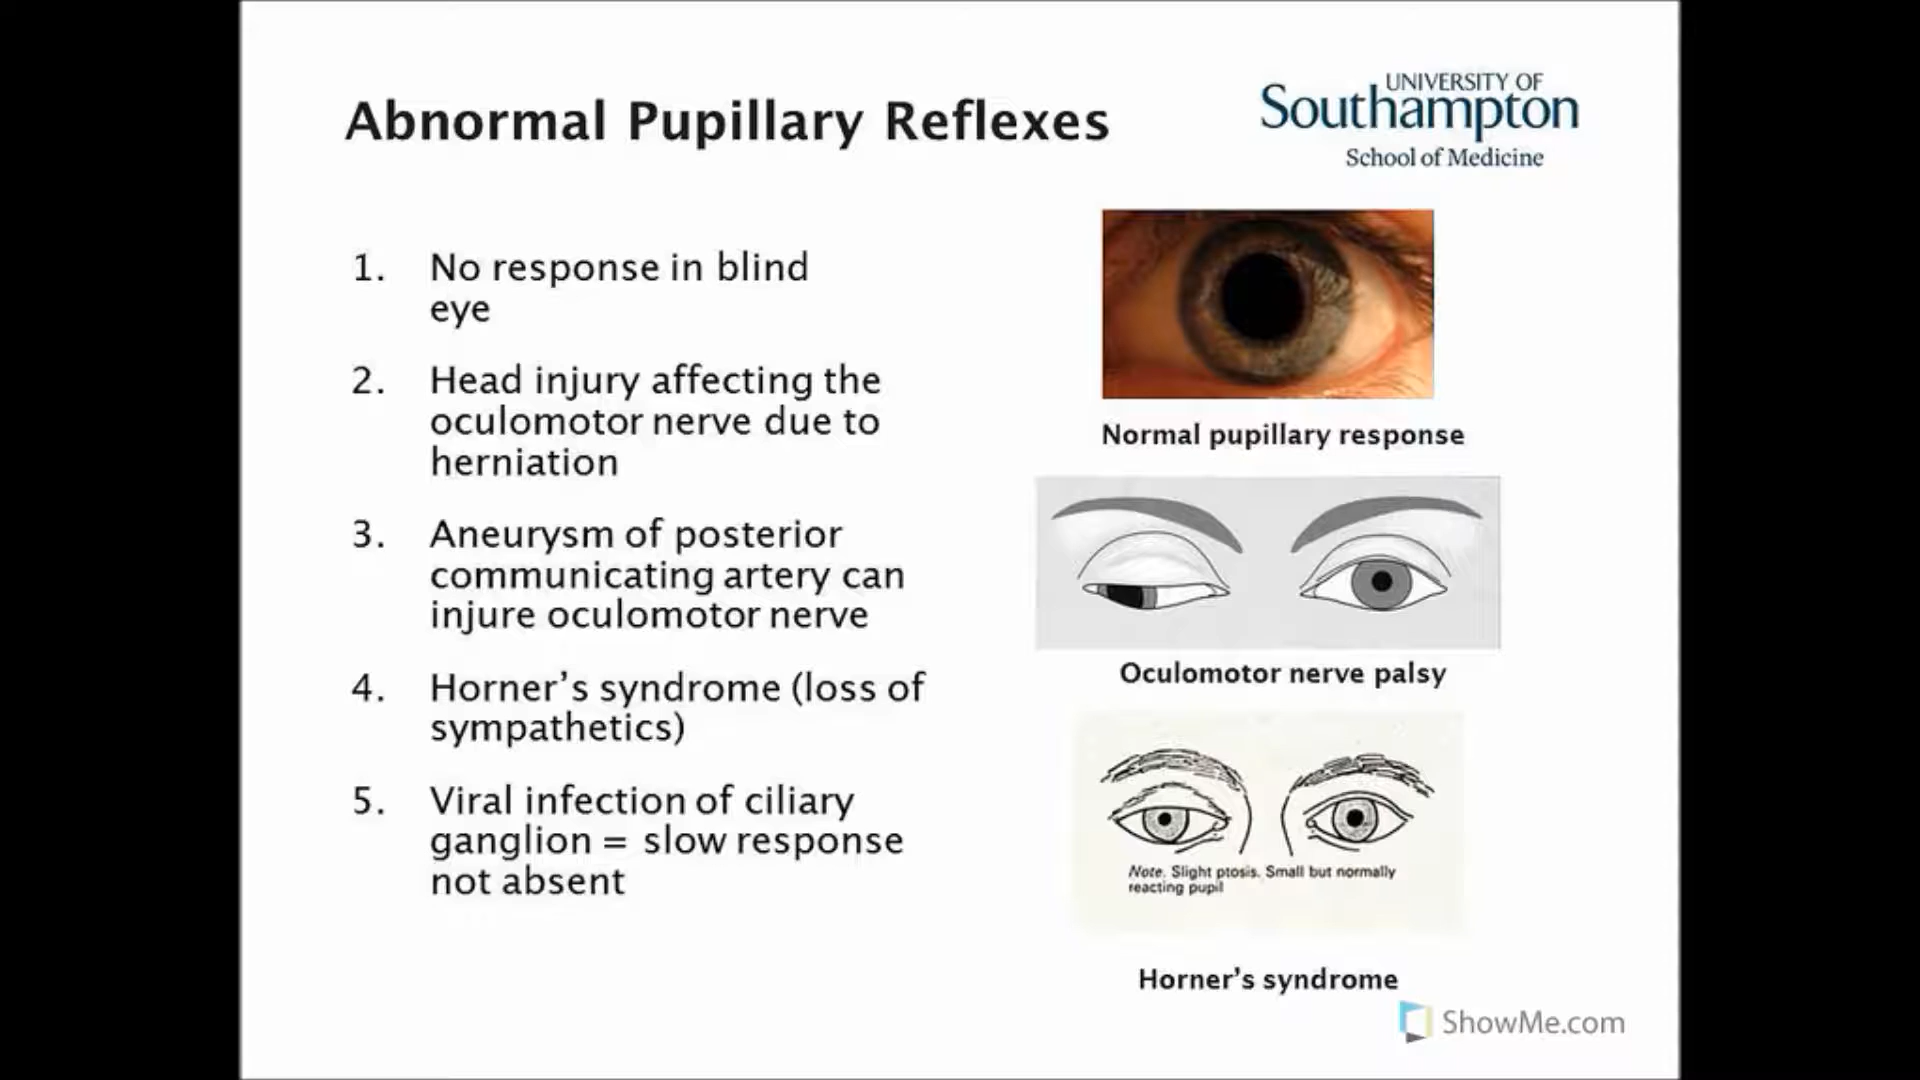 Abnormal Pupillary Reflexes
UNIVERSITY OF
Southampton
School of Medicine
1. No response in blind
eye
2. Head injury affecting the
oculomotor nerve due to
herniation
3. Aneurysm of posterior
communicating artery can
injure oculomotor nerve
4. Horner’s syndrome (loss of
sympathetics)
5. Viral infection of ciliary
ganglion = slow response
not absent
Normal pupillary response
Oculomotor nerve palsy
Note. Slight ptosis. Small but normally
reacting pupil
Horner’s syndrome
ShowMe.com